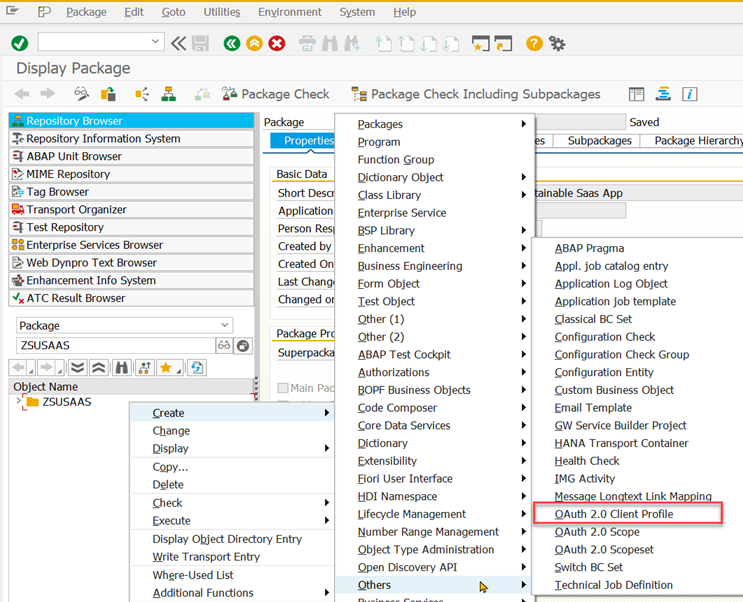 Package Edit Goto Utilities Environment System Help
Display Package
Package Check Package Check Including Subpackages
Repository Browser
Repository Information System
ABAP Unit Browser
MIME Repository
Tag Browser
Transport Organizer
Test Repository
Enterprise Services Browser
Web Dynpro Text Browser
Enhancement Info System
ATC Result Browser
Package
ZSUSAAS
Object Name
ZSUSAAS
Package Saved
Properties Subpackages Package Hierarchy
Basic Data
Short Descr
Application
Person Resp
Created by
Created On
Last Change
Changed on
tainable Saas App
Package Pro
Superpacka
Main Pac
Create
Change
Display
Copy...
Delete
Check
Execute
Display Object Directory Entry
Write Transport Entry
Where-Used List
Additional Functions
Packages
Program
Function Group
Dictionary Object
Class Library
Enterprise Service
BSP Library
Enhancement
Business Engineering
Form Object
Test Object
Other (1)
Other (2)
ABAP Test Cockpit
Authorizations
BOPF Business Objects
Code Composer
Core Data Services
Dictionary
Extensibility
Fiori User Interface
HDI Namespace
Lifecycle Management
Number Range Management
Object Type Administration
Open Discovery API
Others
Business Services
ABAP Pragma
Appl. job catalog entry
Application Log Object
Application job template
Classical BC Set
Configuration Check
Configuration Check Group
Configuration Entity
Custom Business Object
Email Template
GW Service Builder Project
HANA Transport Container
Health Check
IMG Activity
Message Longtext Link Mapping
OAuth 2.0 Client Profile
OAuth 2.0 Scope
OAuth 2.0 Scopeset
Switch BC Set
Technical Job Definition